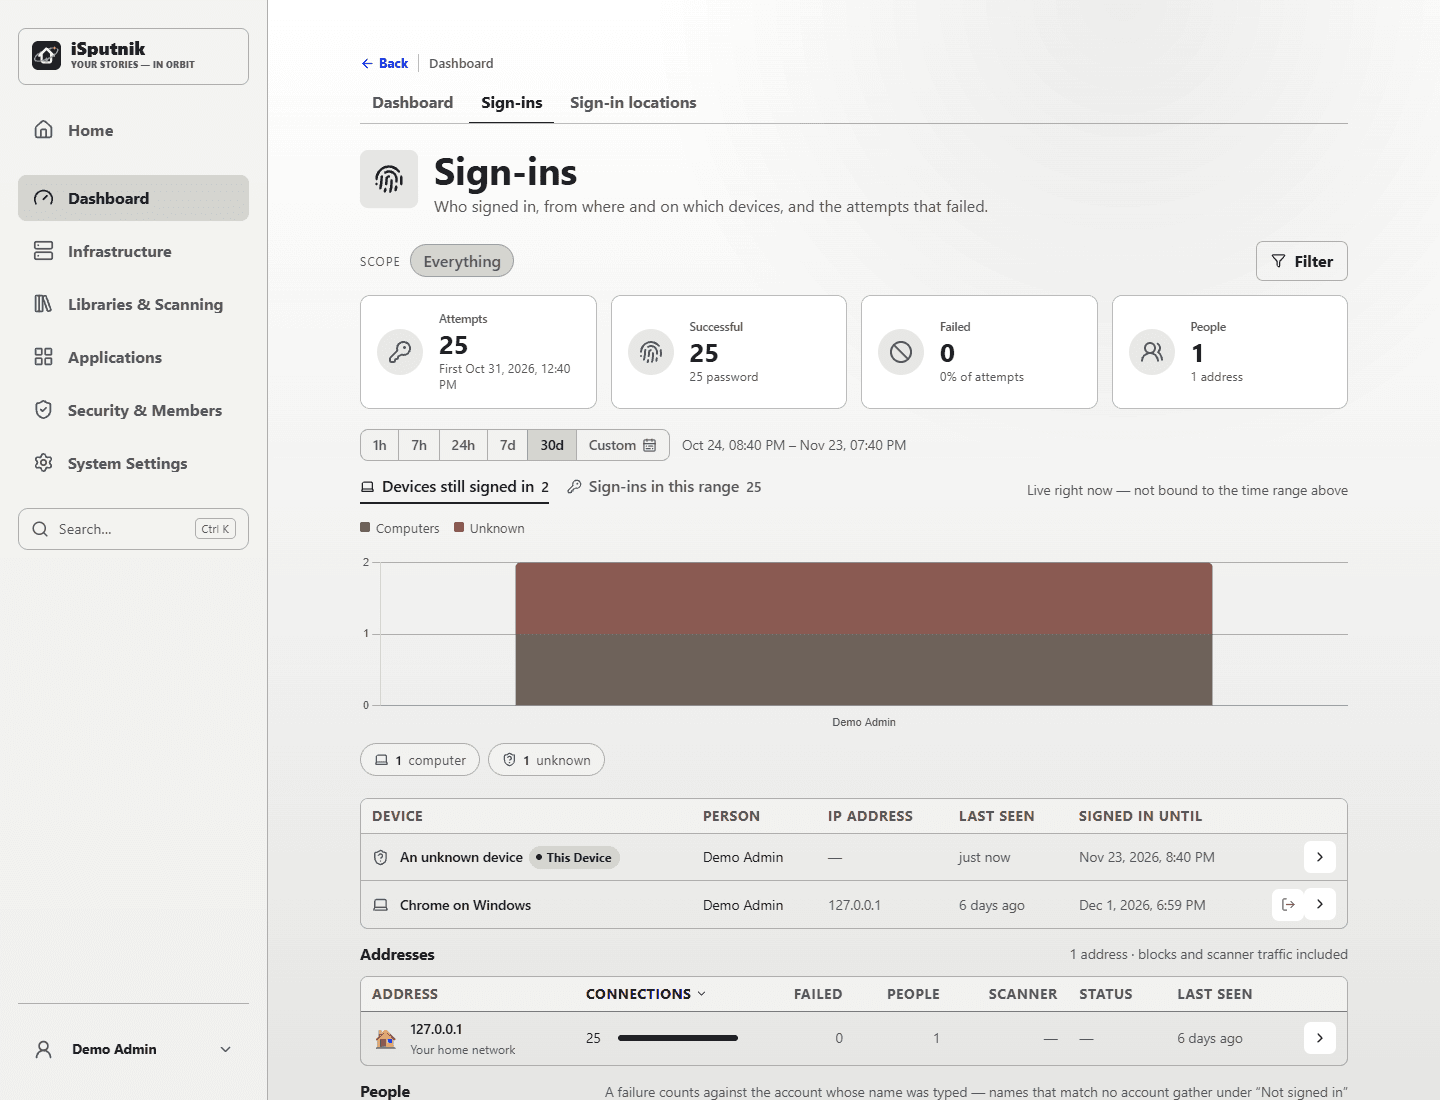 iSputnik
YOUR STORIES — IN ORBIT
Home
Dashboard
Infrastructure
Libraries & Scanning
Applications
Security & Members
System Settings
Search...
Ctrl K
Demo Admin
Back
Dashboard
Dashboard
Sign-ins
Sign-in locations
Sign-ins
Who signed in, from where and on which devices, and the attempts that failed.
SCOPE
Everything
Filter
Attempts
25
First Oct 31, 2026, 12:40
PM
Successful
25
25 password
Failed
0
0% of attempts
People
1
1 address
1h
7h
24h
7d
30d
Custom
Oct 24, 08:40 PM – Nov 23, 07:40 PM
Devices still signed in 2
Sign-ins in this range 25
Live right now — not bound to the time range above
Computers
Unknown
2
1
0
Demo Admin
1 computer
1 unknown
DEVICE
PERSON
IP ADDRESS
LAST SEEN
SIGNED IN UNTIL
An unknown device
This Device
Demo Admin
—
just now
Nov 23, 2026, 8:40 PM
Chrome on Windows
Demo Admin
127.0.0.1
6 days ago
Dec 1, 2026, 6:59 PM
Addresses
1 address · blocks and scanner traffic included
ADDRESS
CONNECTIONS
FAILED
PEOPLE
SCANNER
STATUS
LAST SEEN
127.0.0.1
Your home network
25
0
1
—
—
6 days ago
People
A failure counts against the account whose name was typed — names that match no account gather under “Not signed in”